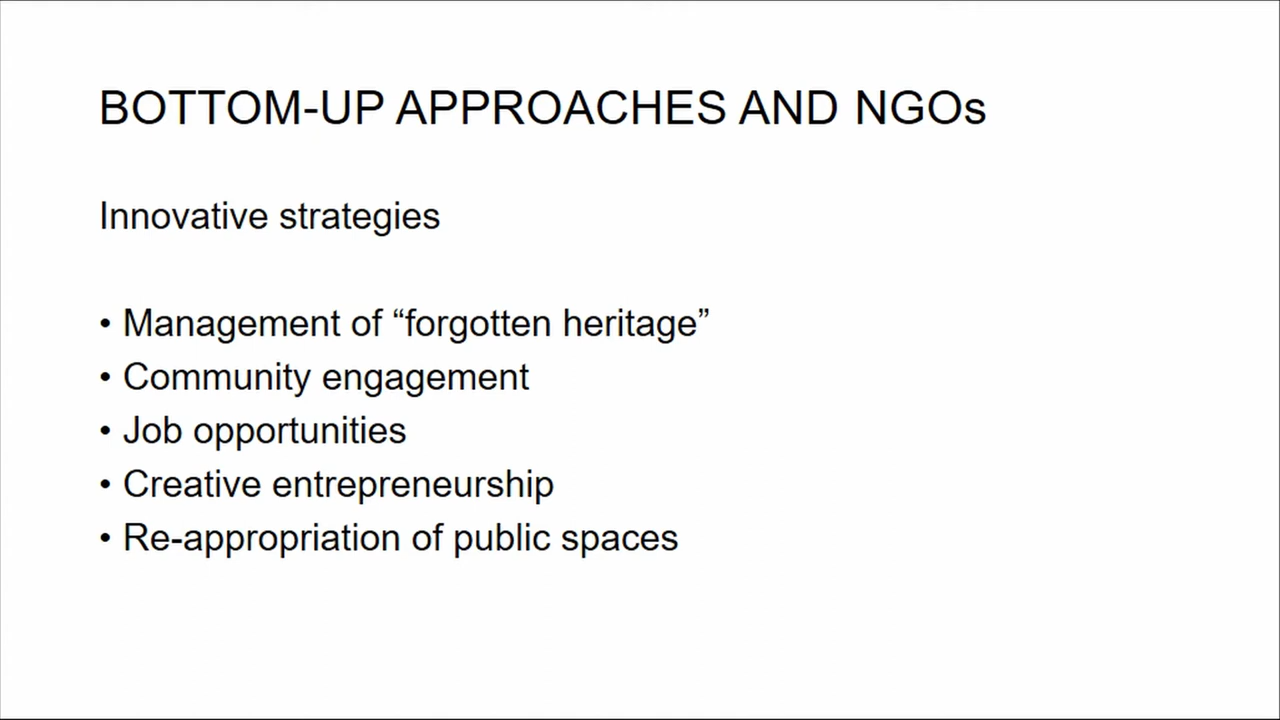 BOTTOM-UP APPROACHES AND NGOs
Innovative strategies
• Management of “forgotten heritage”
• Community engagement
• Job opportunities
• Creative entrepreneurship
• Re-appropriation of public spaces